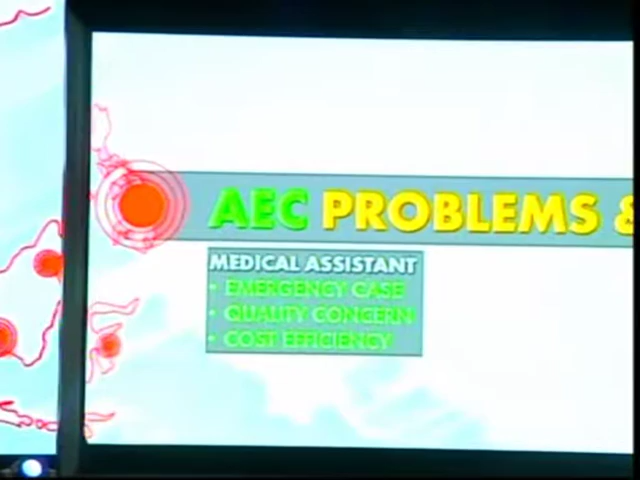 AEC PROBLEMS &
MEDICAL ASSISTANT
• EMERGENCY CASE
• QUALITY CONCERN
• COST EFFICIENCY